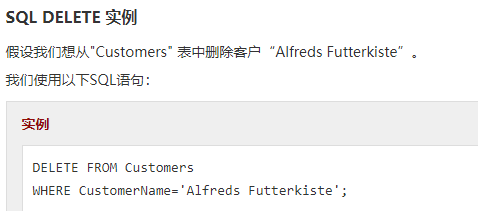 SQL DELETE 实例
假设我们想从"Customers" 表中删除客户“Alfreds Futterkiste”。
我们使用以下SQL语句：
实例
DELETE FROM Customers
WHERE CustomerName='Alfreds Futterkiste';